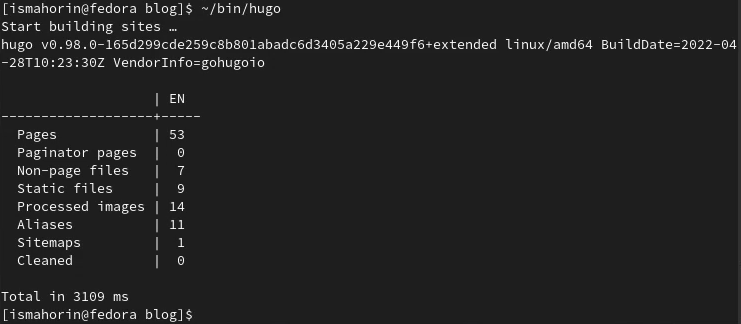 [ismahorin@fedora blog]$ ~/bin/hugo
Start building sites …
hugo v0.98.0-165d299cde259c8b801abadc6d3405a229e449f6+extended linux/amd64 BuildDate=2022-04
-28T10:23:30Z VendorInfo=gohugoio
                   | EN
-------------------+-----
  Pages            | 53
  Paginator pages  |  0
  Non-page files   |  7
  Static files     |  9
  Processed images | 14
  Aliases          | 11
  Sitemaps         |  1
  Cleaned          |  0
Total in 3109 ms
[ismahorin@fedora blog]$